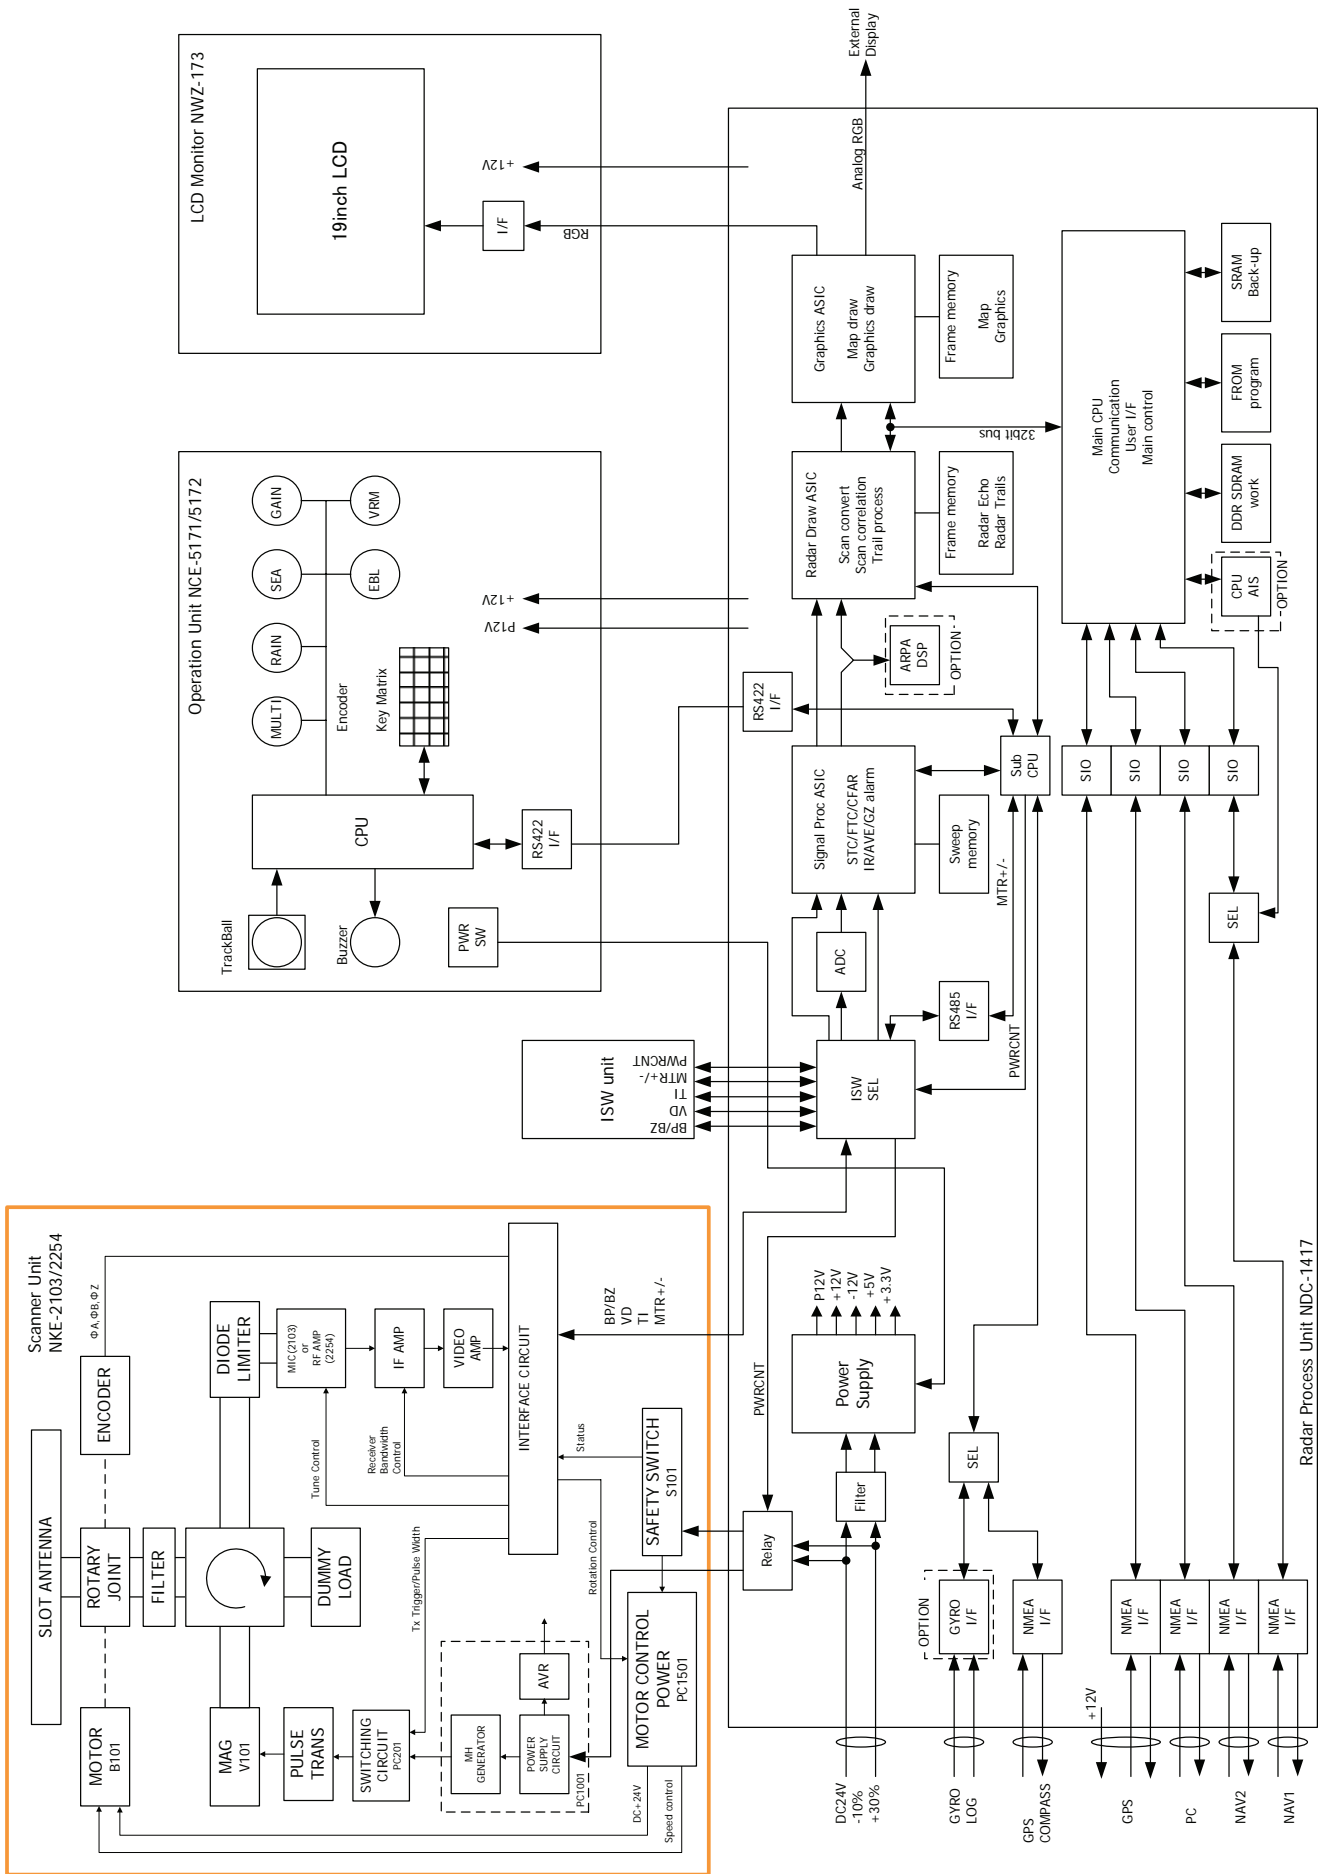 Scanner Unit
NKE-2103/2254
SLOT ANTENNA
MOTOR
B101
ROTARY
JOINT
ENCODER
ΦA,ΦB,ΦZ
FILTER
MAG
V101
DIODE
LIMITER
DUMMY
LOAD
PULSE
TRANS
MIC(2103)
or
RF AMP
(2254)
SWITCHING
CIRCUIT
PC201
Tx Trigger/Pulse Width
Tune Control
IF AMP
Receiver
Bandwidth
Control
VIDEO
AMP
MH
GENERATOR
POWER
SUPPLY
CIRCUIT
AVR
PC1001
INTERFACE CIRCUIT
Rotation Control
Status
MOTOR CONTROL
POWER
PC1501
SAFETY SWITCH
S101
DC+24V
Speed control
BP/BZ
VD
TI
MTR+/-
ISW unit
BP/BZ
VD
TI
MTR+/-
PWRCNT
Operation Unit NCE-5171/5172
TrackBall
Buzzer
PWR
SW
CPU
RS422
I/F
MULTI
RAIN
SEA
GAIN
Encoder
EBL
VRM
Key Matrix
P12V
+12V
LCD Monitor NWZ-173
19inch LCD
I/F
RGB
+12V
External
Display
Analog RGB
Radar Process Unit NDC-1417
Relay
PWRCNT
Filter
Power
Supply
P12V
+12V
-12V
+5V
+3.3V
DC24V
-10%
+30%
ISW
SEL
ADC
RS485
I/F
PWRCNT
MTR+/-
Signal Proc ASIC
STC/FTC/CFAR
IR/AVE/GZ alarm
Sweep
memory
RS422
I/F
Sub
CPU
ARPA
DSP
OPTION
Radar Draw ASIC
Scan convert
Scan correlation
Trail process
Frame memory
Radar Echo
Radar Trails
Graphics ASIC
Map draw
Graphics draw
Frame memory
Map
Graphics
32bit bus
Main CPU
Communication
User I/F
Main control
CPU
AIS
OPTION
DDR SDRAM
work
FROM
program
SRAM
Back-up
SIO
SIO
SIO
SIO
SEL
SEL
OPTION
GYRO
I/F
NMEA
I/F
NMEA
I/F
NMEA
I/F
NMEA
I/F
NMEA
I/F
GYRO
LOG
GPS
COMPASS
+12V
GPS
PC
NAV2
NAV1